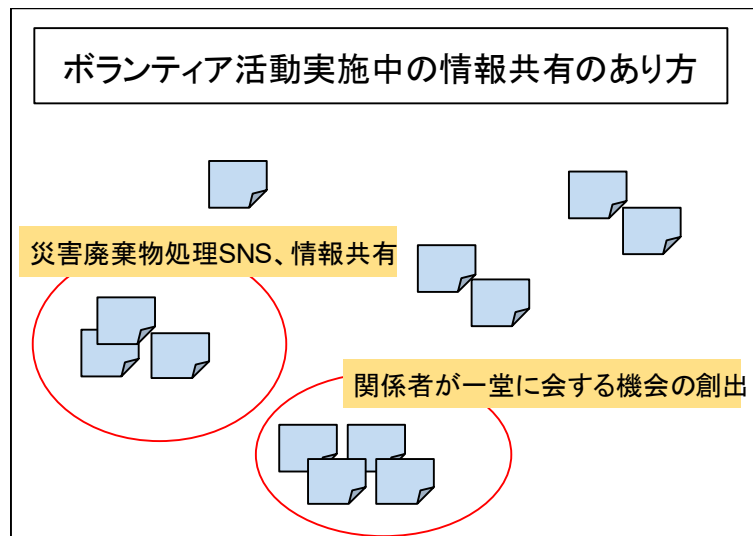 ボランティア活動実施中の情報共有のあり方
災害廃棄物処理SNS、情報共有
関係者が一堂に会する機会の創出